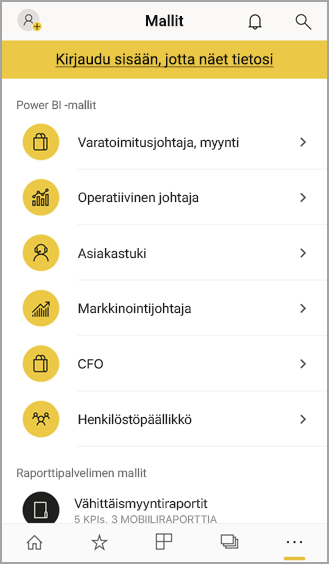 Mallit
Kirjaudu sisään, jotta näet tietosi
Power BI -mallit
Varatoimitusjohtaja, myynti
Operatiivinen johtaja
Asiakastuki
Markkinointijohtaja
CFO
Henkilöstöpäällikkö
Raporttipalvelimen mallit
Vähittäismyyntiraportit
5 KPIs, 3 MOBIILIRAPORTTIA